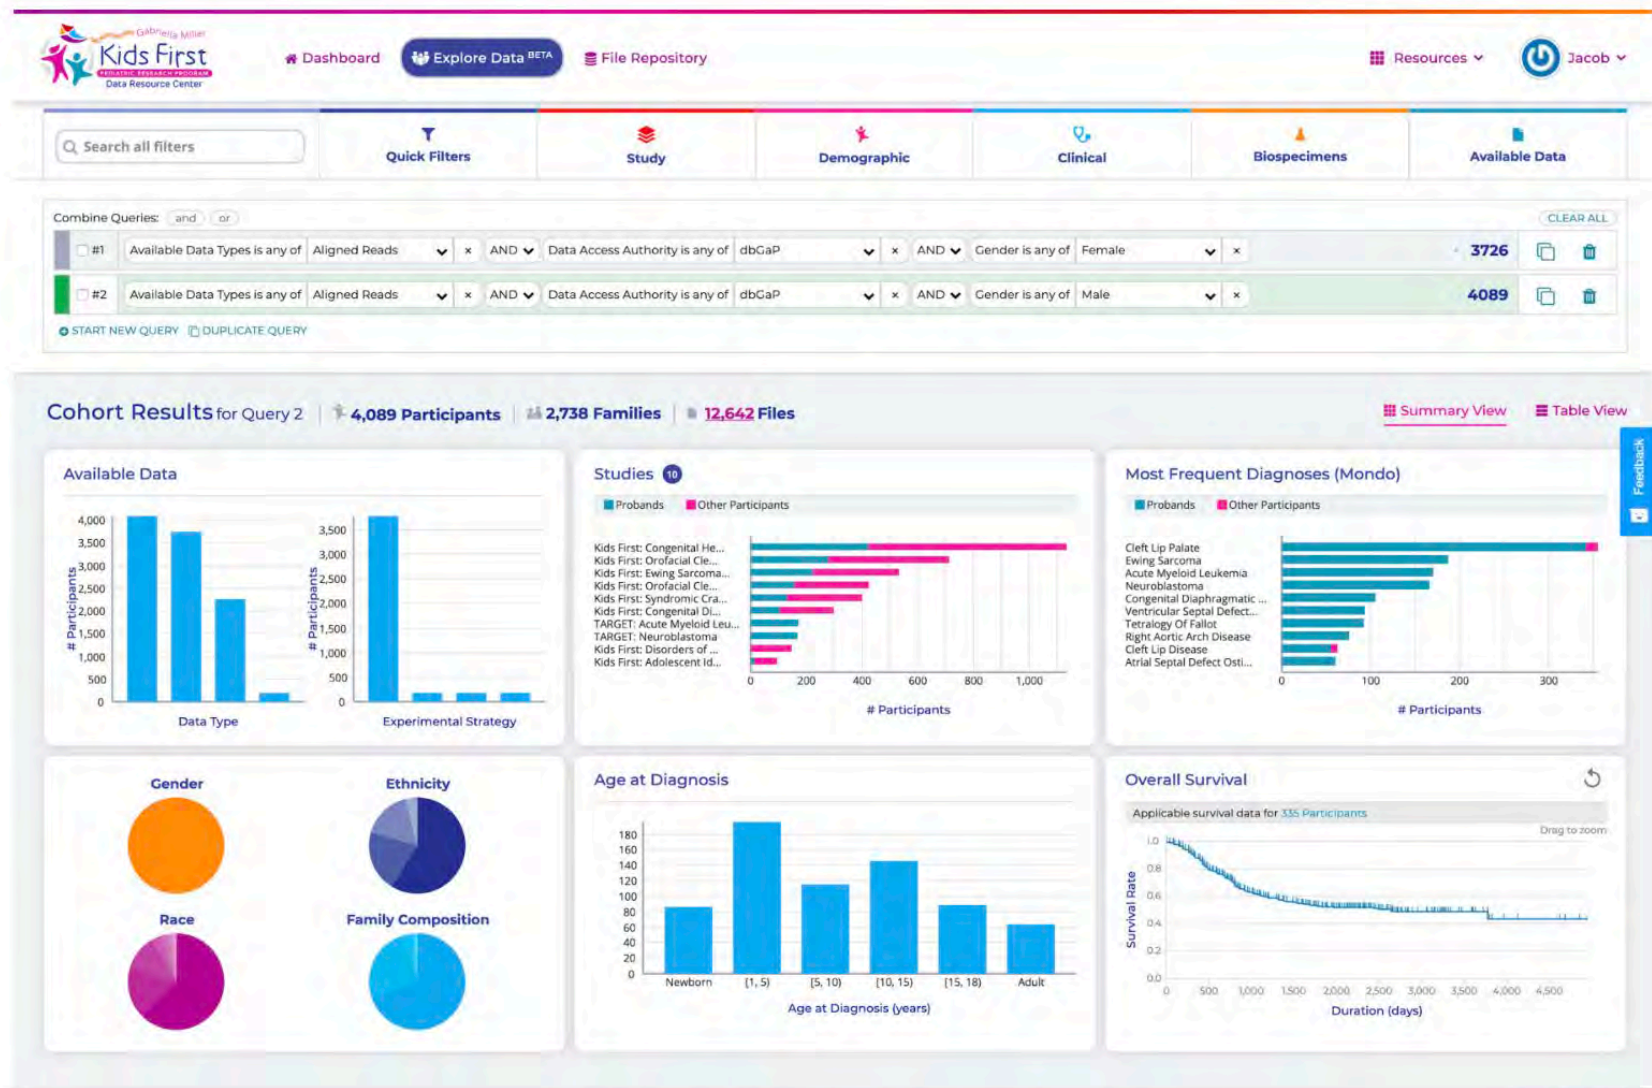 Gabriella Miller
Kids First
PEDIATRIC RESEARCH PROGRAM
Data Resource Center
Dashboard
Explore Data BETA
File Repository
Resources
Jacob
Search all filters
Quick Filters
Study
Demographic
Clinical
Biospecimens
Available Data
Combine Queries: and or
CLEAR ALL
#1 Available Data Types is any of Aligned Reads × AND Data Access Authority is any of dbGaP × AND Gender is any of Female × 3726
#2 Available Data Types is any of Aligned Reads × AND Data Access Authority is any of dbGaP × AND Gender is any of Male × 4089
START NEW QUERY DUPLICATE QUERY
Cohort Results for Query 2 | 4,089 Participants | 2,738 Families | 12,642 Files
Summary View
Table View
Feedback
Available Data
# Participants
4,000
3,500
3,000
2,500
2,000
1,500
1,000
500
0
Data Type
# Participants
3,500
3,000
2,500
2,000
1,500
1,000
500
0
Experimental Strategy
Studies 10
Probands Other Participants
Kids First: Congenital He...
Kids First: Orofacial Cle...
Kids First: Ewing Sarcoma...
Kids First: Orofacial Cle...
Kids First: Syndromic Cra...
Kids First: Congenital Di...
TARGET: Acute Myeloid Leu...
TARGET: Neuroblastoma
Kids First: Disorders of ...
Kids First: Adolescent Id...
0 200 400 600 800 1,000
# Participants
Most Frequent Diagnoses (Mondo)
Probands Other Participants
Cleft Lip Palate
Ewing Sarcoma
Acute Myeloid Leukemia
Neuroblastoma
Congenital Diaphragmatic ...
Ventricular Septal Defect...
Tetralogy Of Fallot
Right Aortic Arch Disease
Cleft Lip Disease
Atrial Septal Defect Osti...
0 100 200 300
# Participants
Gender
Ethnicity
Race
Family Composition
Age at Diagnosis
180
160
140
120
100
80
60
40
20
0
Newborn [1, 5) [5, 10) [10, 15) [15, 18) Adult
Age at Diagnosis (years)
Overall Survival
Applicable survival data for 335 Participants
Drag to zoom
Survival Rate
1.0
0.8
0.6
0.4
0.2
0.0
0 500 1,000 1,500 2,000 2,500 3,000 3,500 4,000 4,500
Duration (days)